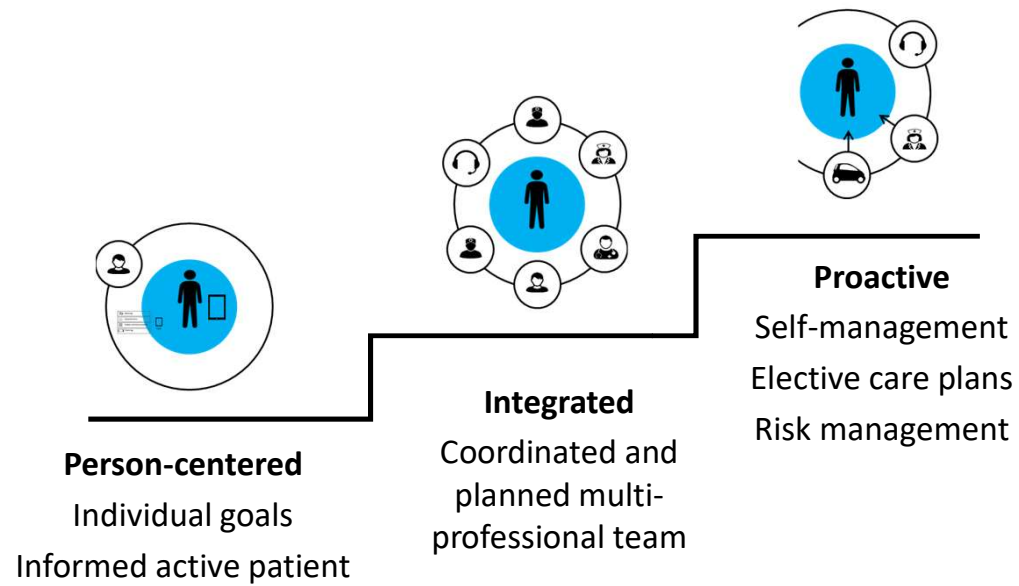 Person-centered
Individual goals
Informed active patient
Integrated
Coordinated and
planned multi-
professional team
Proactive
Self-management
Elective care plans
Risk management